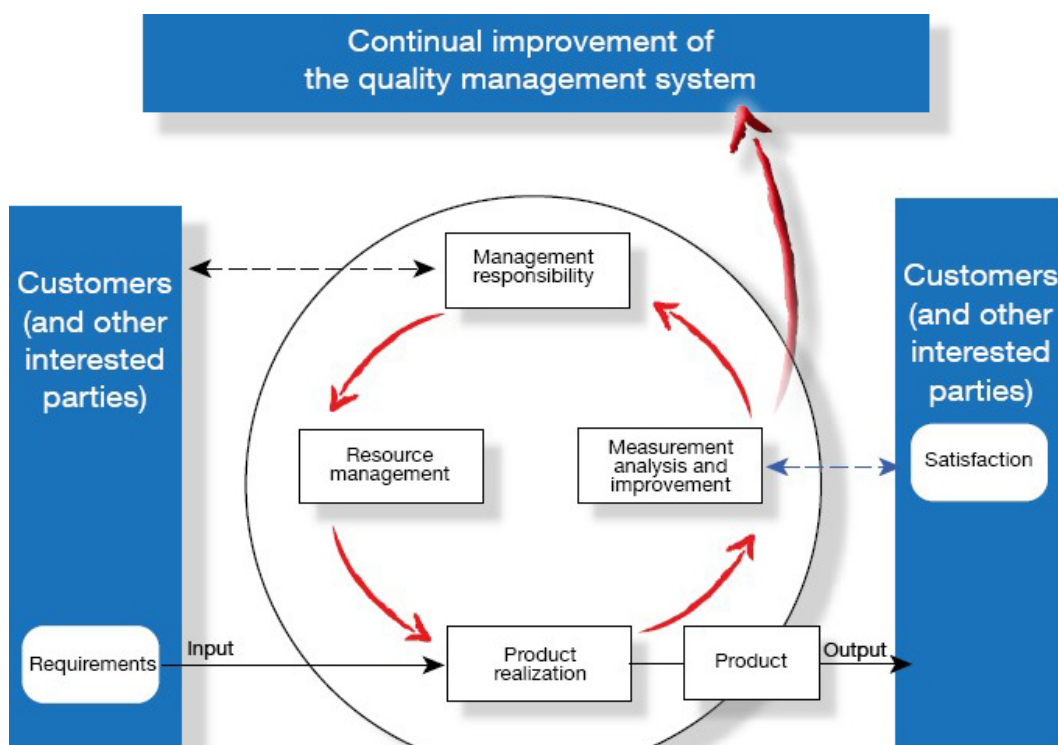 Continual improvement of
the quality management system
Customers
(and other
interested
parties)
Management
responsibility
Customers
(and other
interested
parties)
Resource
management
Measurement
analysis and
improvement
Satisfaction
Requirements
Input
Product
realization
Product
Output